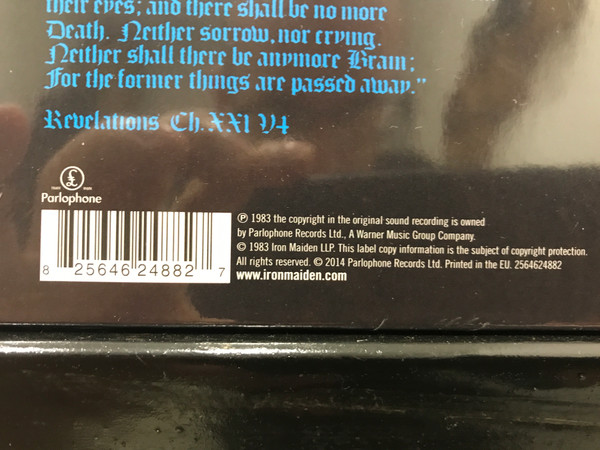 their eyes; and there shall be no more
Death. Neither sorrow, nor crying.
Neither shall there be anymore Brain;
For the former things are passed away."
Revelations Ch. XXI V4
£
Parlophone
8 25646 24882 7
℗ 1983 the copyright in the original sound recording is owned
by Parlophone Records Ltd., A Warner Music Group Company.
© 1983 Iron Maiden LLP. This label copy information is the subject of copyright protection.
All rights reserved. © 2014 Parlophone Records Ltd. Printed in the EU. 2564624882
www.ironmaiden.com